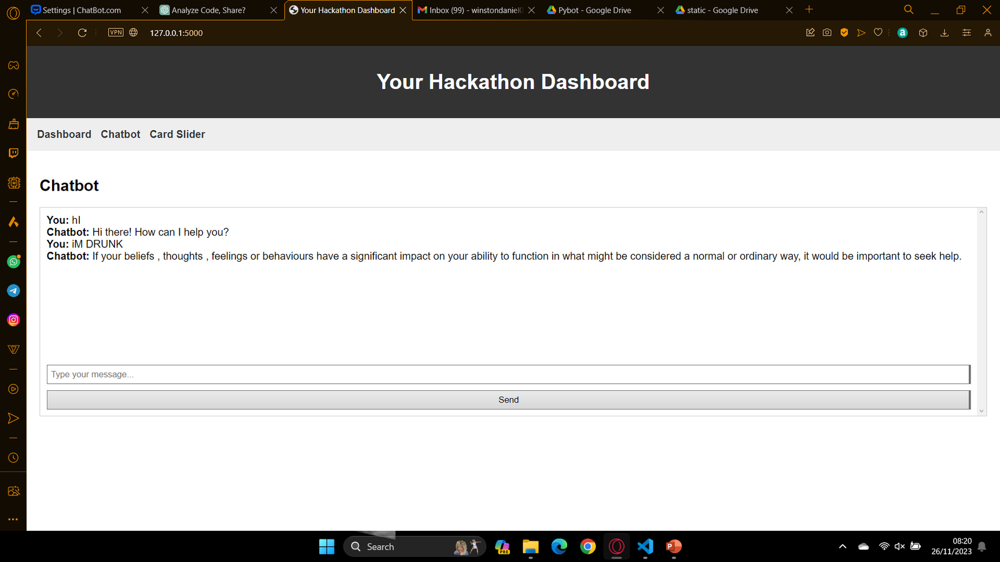 Settings | ChatBot.com
Analyze Code, Share?
Your Hackathon Dashboard
Inbox (99) - winstondaniel0
Pybot - Google Drive
static - Google Drive
VPN
127.0.0.1:5000
a
Your Hackathon Dashboard
Dashboard Chatbot Card Slider
Chatbot
You: hI
Chatbot: Hi there! How can I help you?
You: iM DRUNK
Chatbot: If your beliefs , thoughts , feelings or behaviours have a significant impact on your ability to function in what might be considered a normal or ordinary way, it would be important to seek help.
Type your message...
Send
Search
PRE
P
08:20
26/11/2023